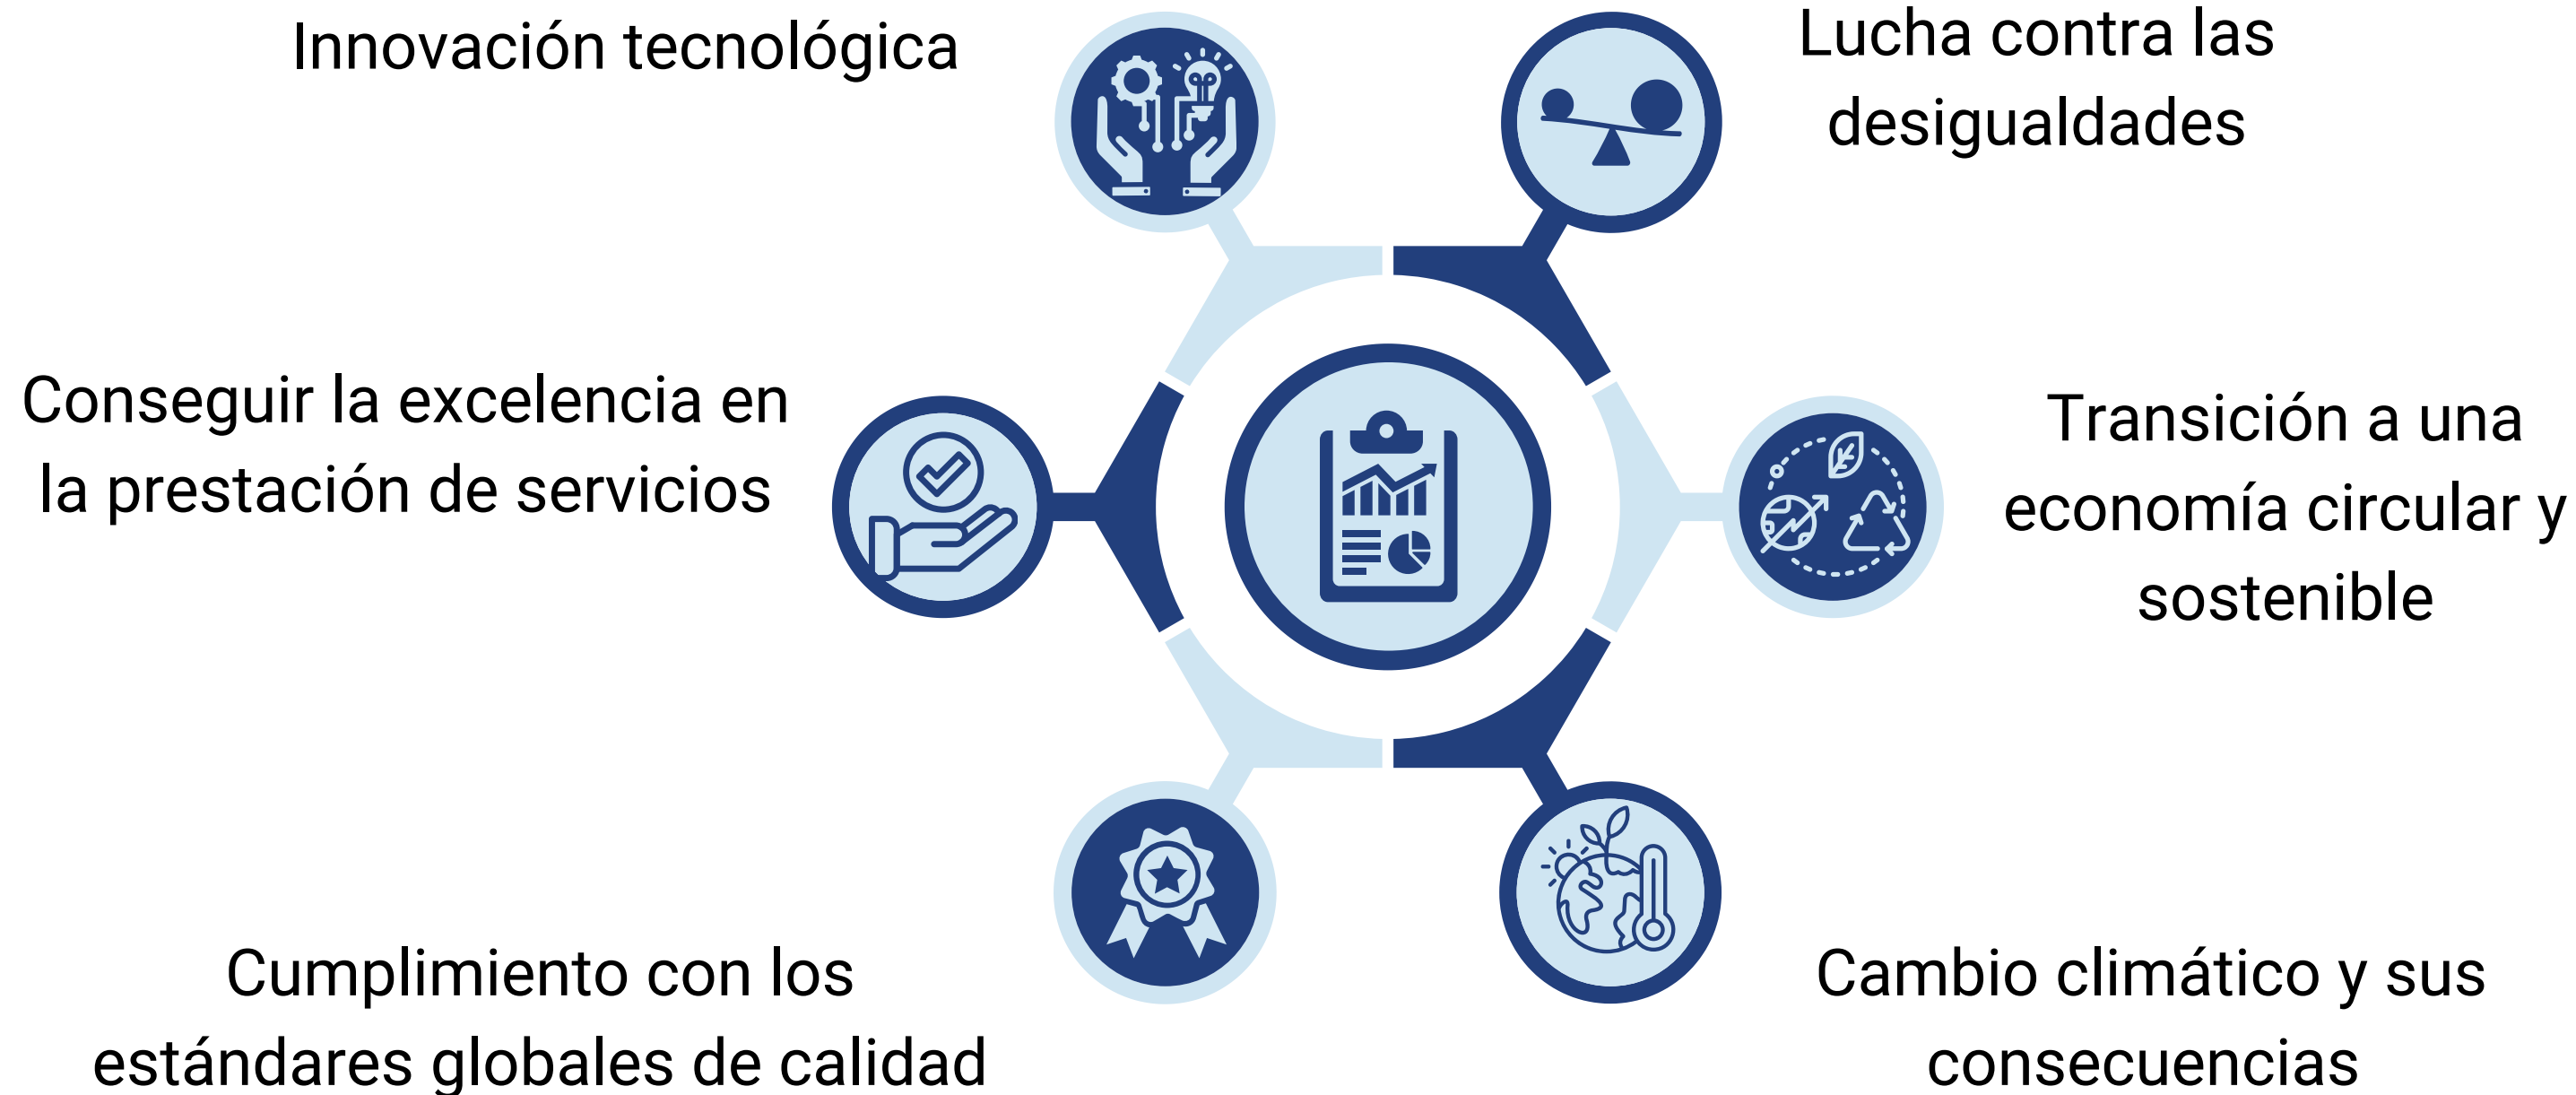 Innovación tecnológica
Lucha contra las
desigualdades
Conseguir la excelencia en
la prestación de servicios
Transición a una
economía circular y
sostenible
Cumplimiento con los
estándares globales de calidad
Cambio climático y sus
consecuencias